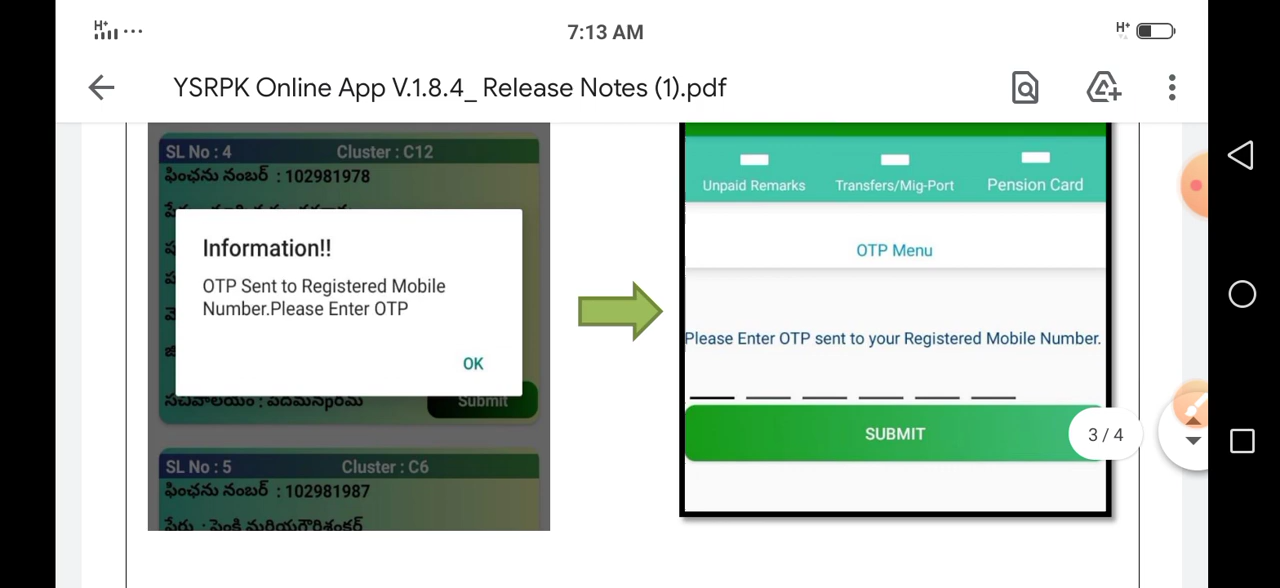 H+
7:13 AM
H+
YSRPK Online App V.1.8.4_ Release Notes (1).pdf
SL No : 4 Cluster : C12
ఫింఛను నంబర్ : 102981978
Information!!
OTP Sent to Registered Mobile
Number.Please Enter OTP
OK
సచివాలయం :
Submit
SL No : 5 Cluster : C6
ఫింఛను నంబర్ : 102981987
పేరు :
Unpaid Remarks Transfers/Mig-Port Pension Card
OTP Menu
Please Enter OTP sent to your Registered Mobile Number.
SUBMIT
3 / 4